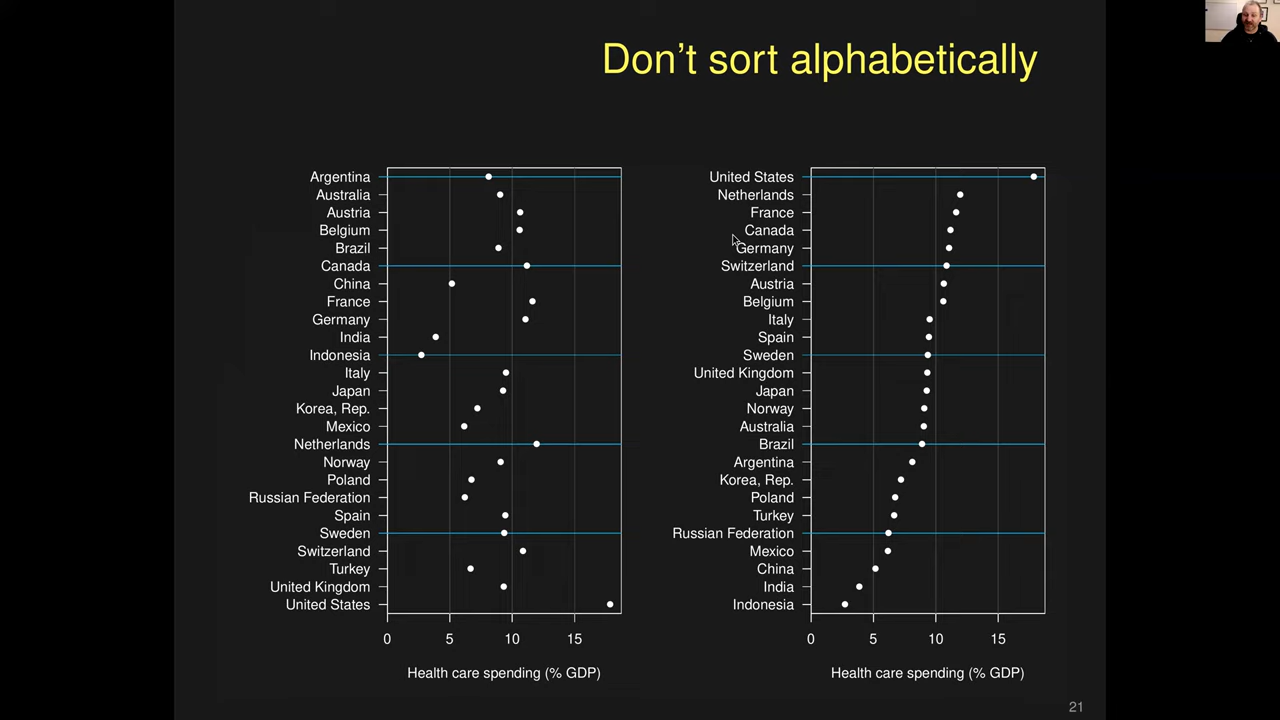 Don't sort alphabetically
Argentina
Australia
Austria
Belgium
Brazil
Canada
China
France
Germany
India
Indonesia
Italy
Japan
Korea, Rep.
Mexico
Netherlands
Norway
Poland
Russian Federation
Spain
Sweden
Switzerland
Turkey
United Kingdom
United States
0 5 10 15
Health care spending (% GDP)
United States
Netherlands
France
Canada
Germany
Switzerland
Austria
Belgium
Italy
Spain
Sweden
United Kingdom
Japan
Norway
Australia
Brazil
Argentina
Korea, Rep.
Poland
Turkey
Russian Federation
Mexico
China
India
Indonesia
0 5 10 15
Health care spending (% GDP)
21